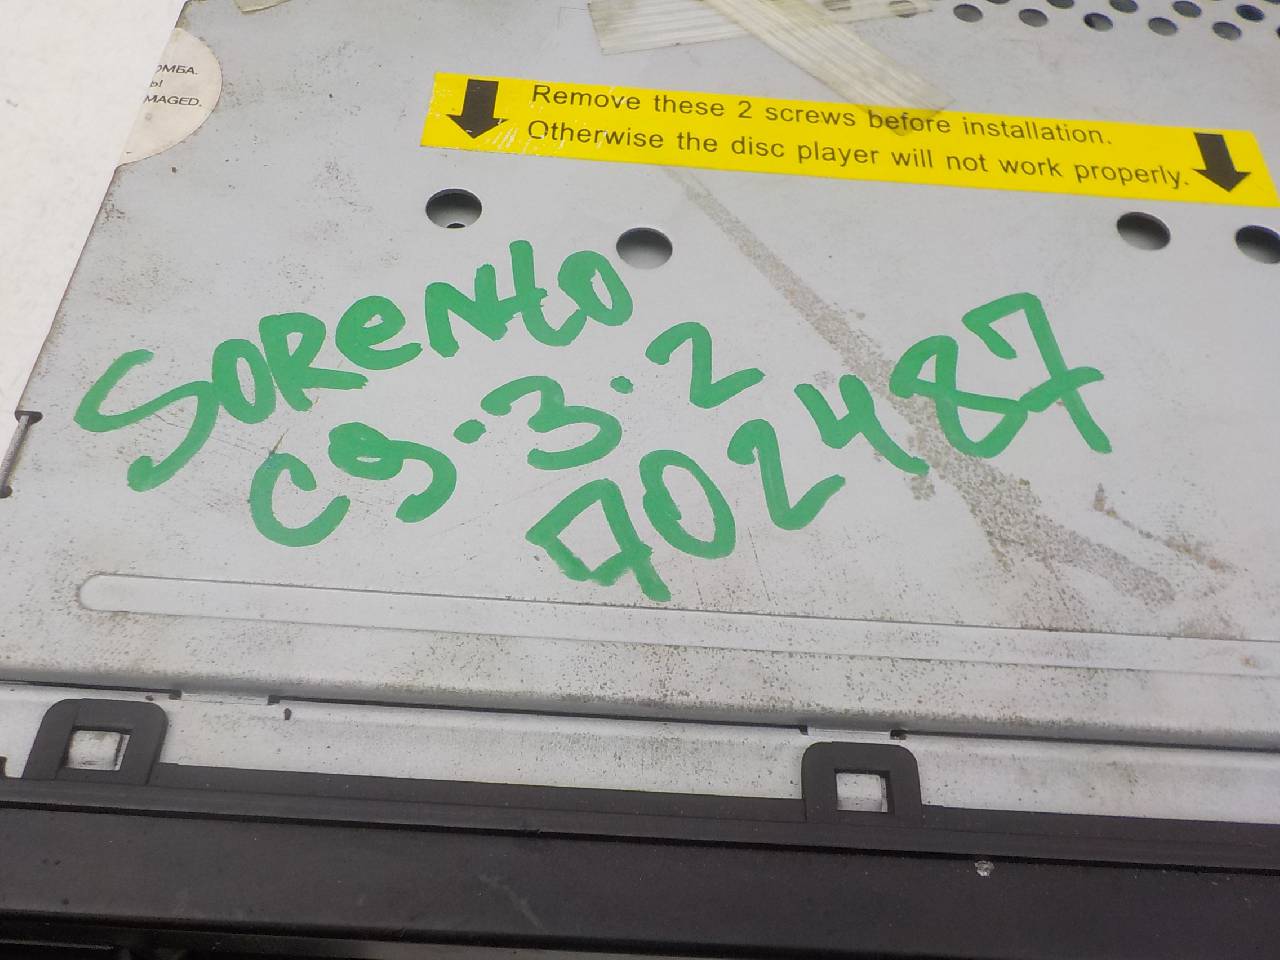 ОМБА.
ы
MAGED.
Remove these 2 screws before installation.
Otherwise the disc player will not work properly.
SORENTO
C9.3.2
702487